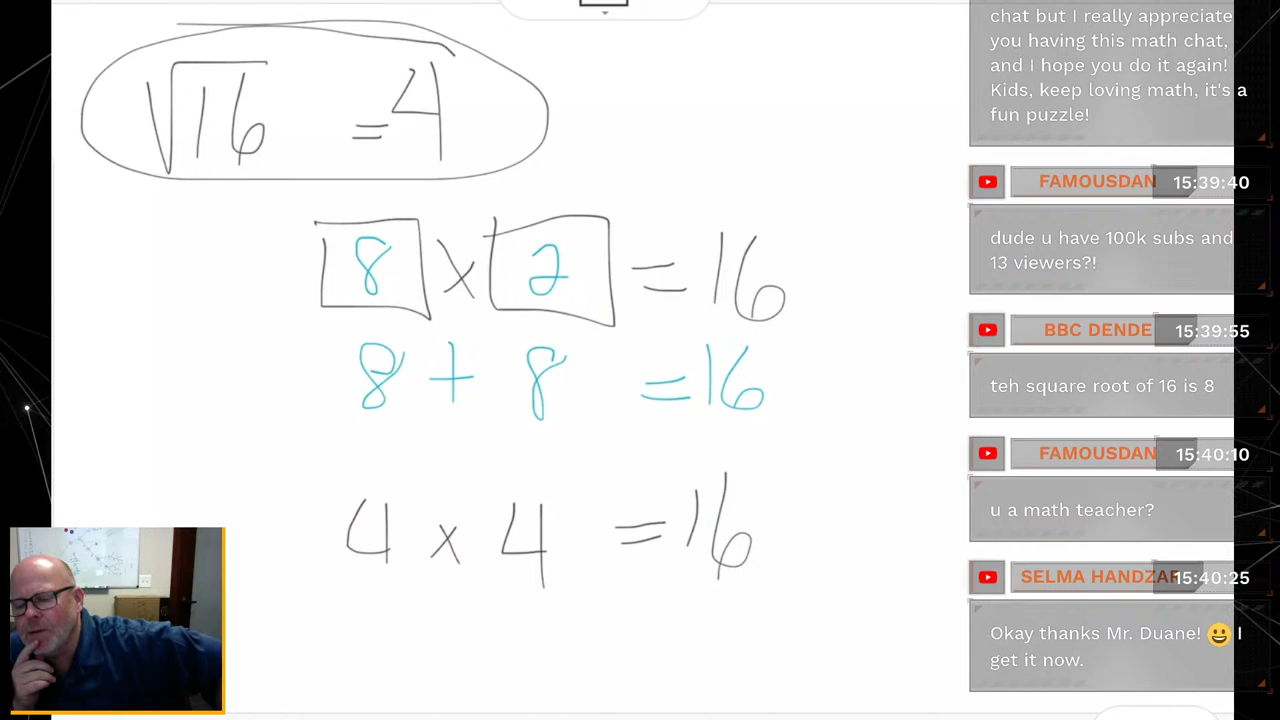 √16 = 4
8 × 2 = 16
8 + 8 = 16
4 × 4 = 16
chat but I really appreciate
you having this math chat,
and I hope you do it again!
Kids, keep loving math, it's a
fun puzzle!
FAMOUSDAN 15:39:40
dude u have 100k subs and
13 viewers?!
BBC DENDE 15:39:55
teh square root of 16 is 8
FAMOUSDAN 15:40:10
u a math teacher?
SELMA HANDZAR 15:40:25
Okay thanks Mr. Duane! 😀 I
get it now.